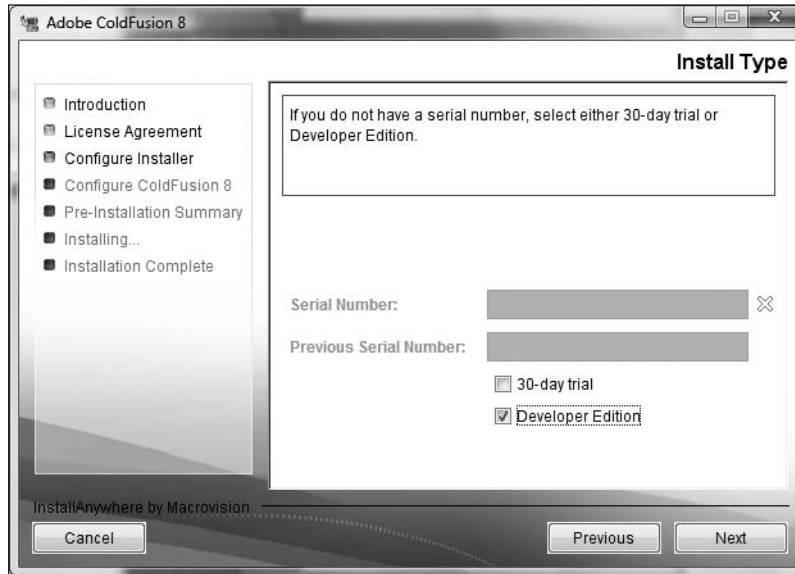 Adobe ColdFusion 8
Install Type
Introduction
License Agreement
Configure Installer
Configure ColdFusion 8
Pre-Installation Summary
Installing...
Installation Complete
If you do not have a serial number, select either 30-day trial or
Developer Edition.
Serial Number:
Previous Serial Number:
30-day trial
Developer Edition
InstallAnywhere by Macrovision
Cancel
Previous
Next